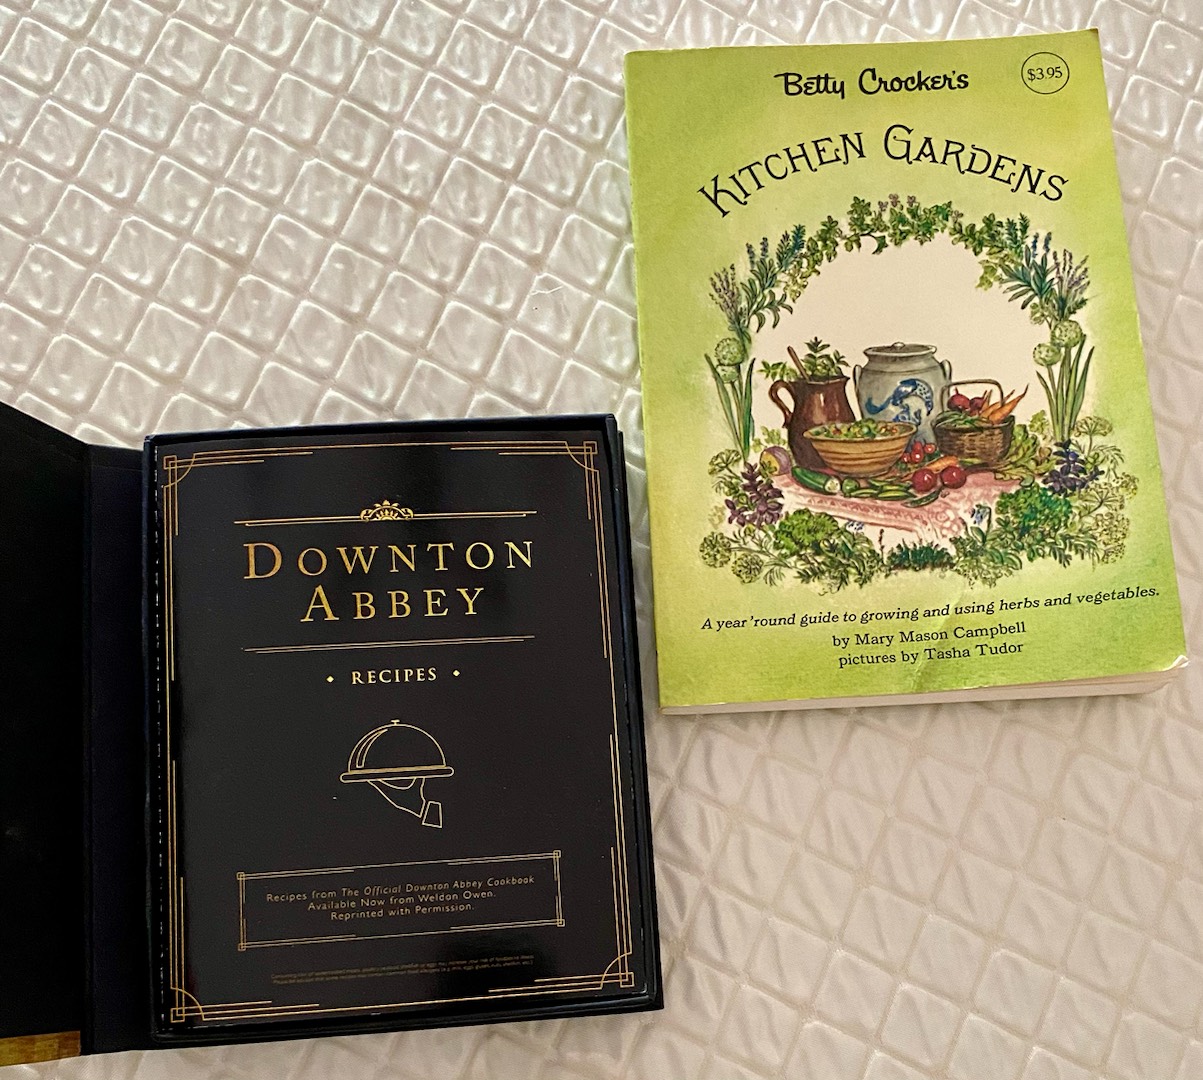 Betty Crocker's
$3.95
KITCHEN GARDENS
A year 'round guide to growing and using herbs and vegetables.
by Mary Mason Campbell
pictures by Tasha Tudor
DOWNTON
ABBEY
RECIPES
Recipes from The Official Downton Abbey Cookbook
Available Now from Weldon Owen.
Reprinted with Permission.